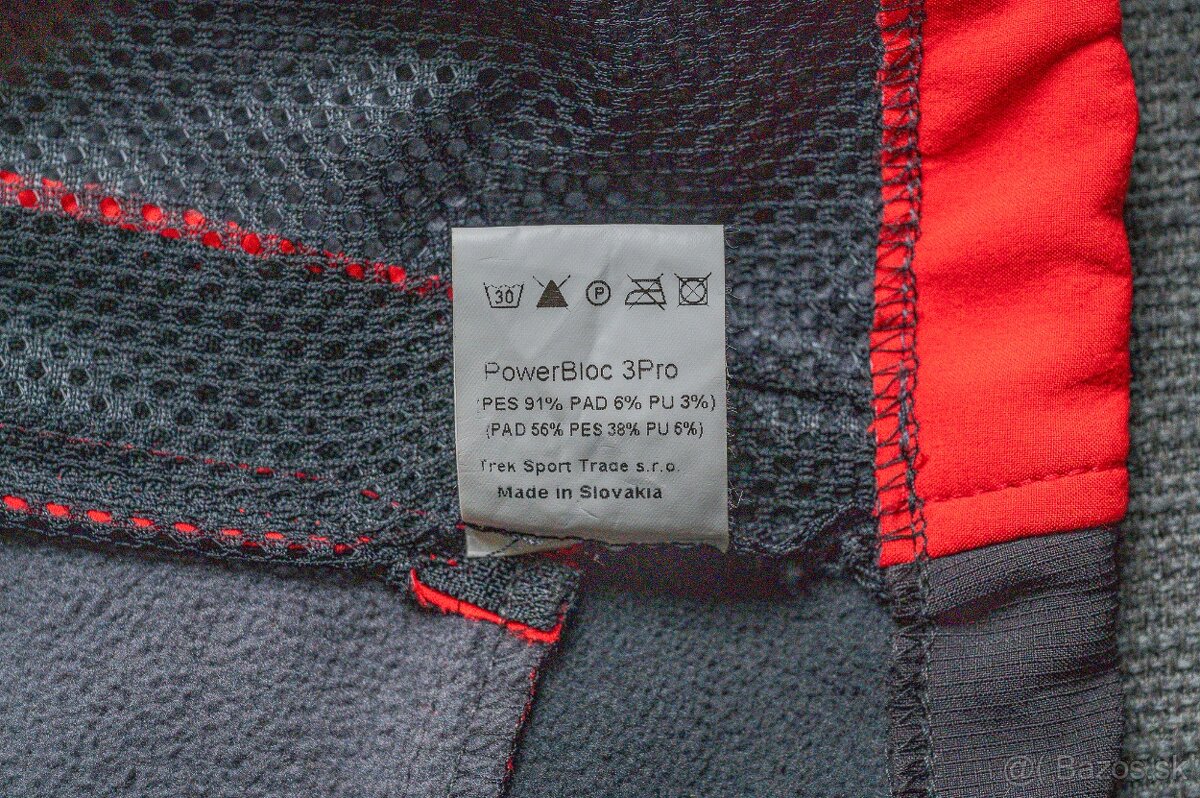 30 P
PowerBloc 3Pro
(PES 91% PAD 6% PU 3%)
(PAD 56% PES 38% PU 6%)
Trek Sport Trade s.r.o.
Made in Slovakia
@( Bazos.sk